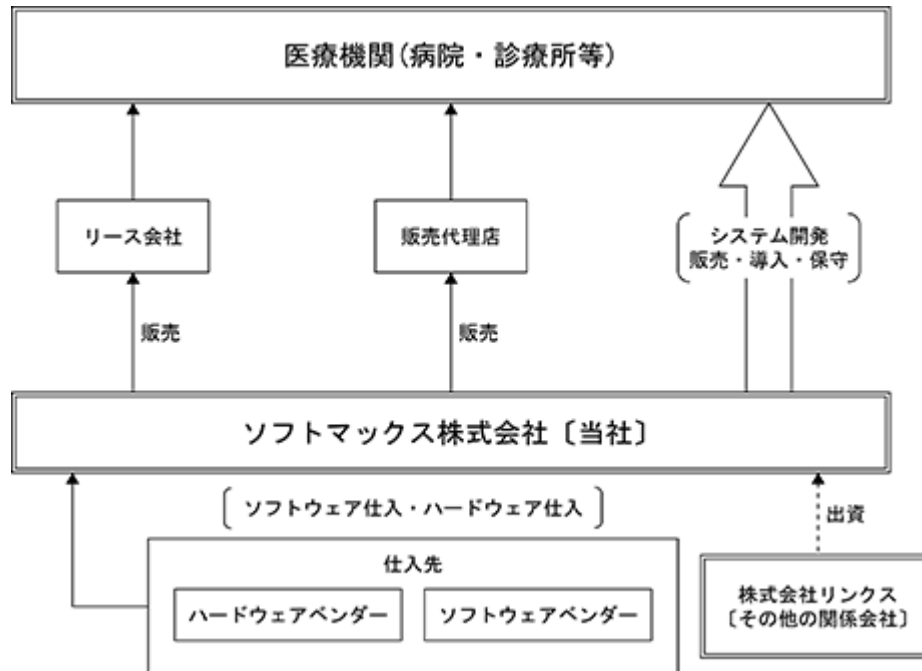 医療機関(病院・診療所等)
リース会社
販売代理店
システム開発
販売・導入・保守
販売
販売
ソフトマックス株式会社〔当社〕
ソフトウェア仕入・ハードウェア仕入
出資
仕入先
ハードウェアベンダー
ソフトウェアベンダー
株式会社リンクス
〔その他の関係会社〕